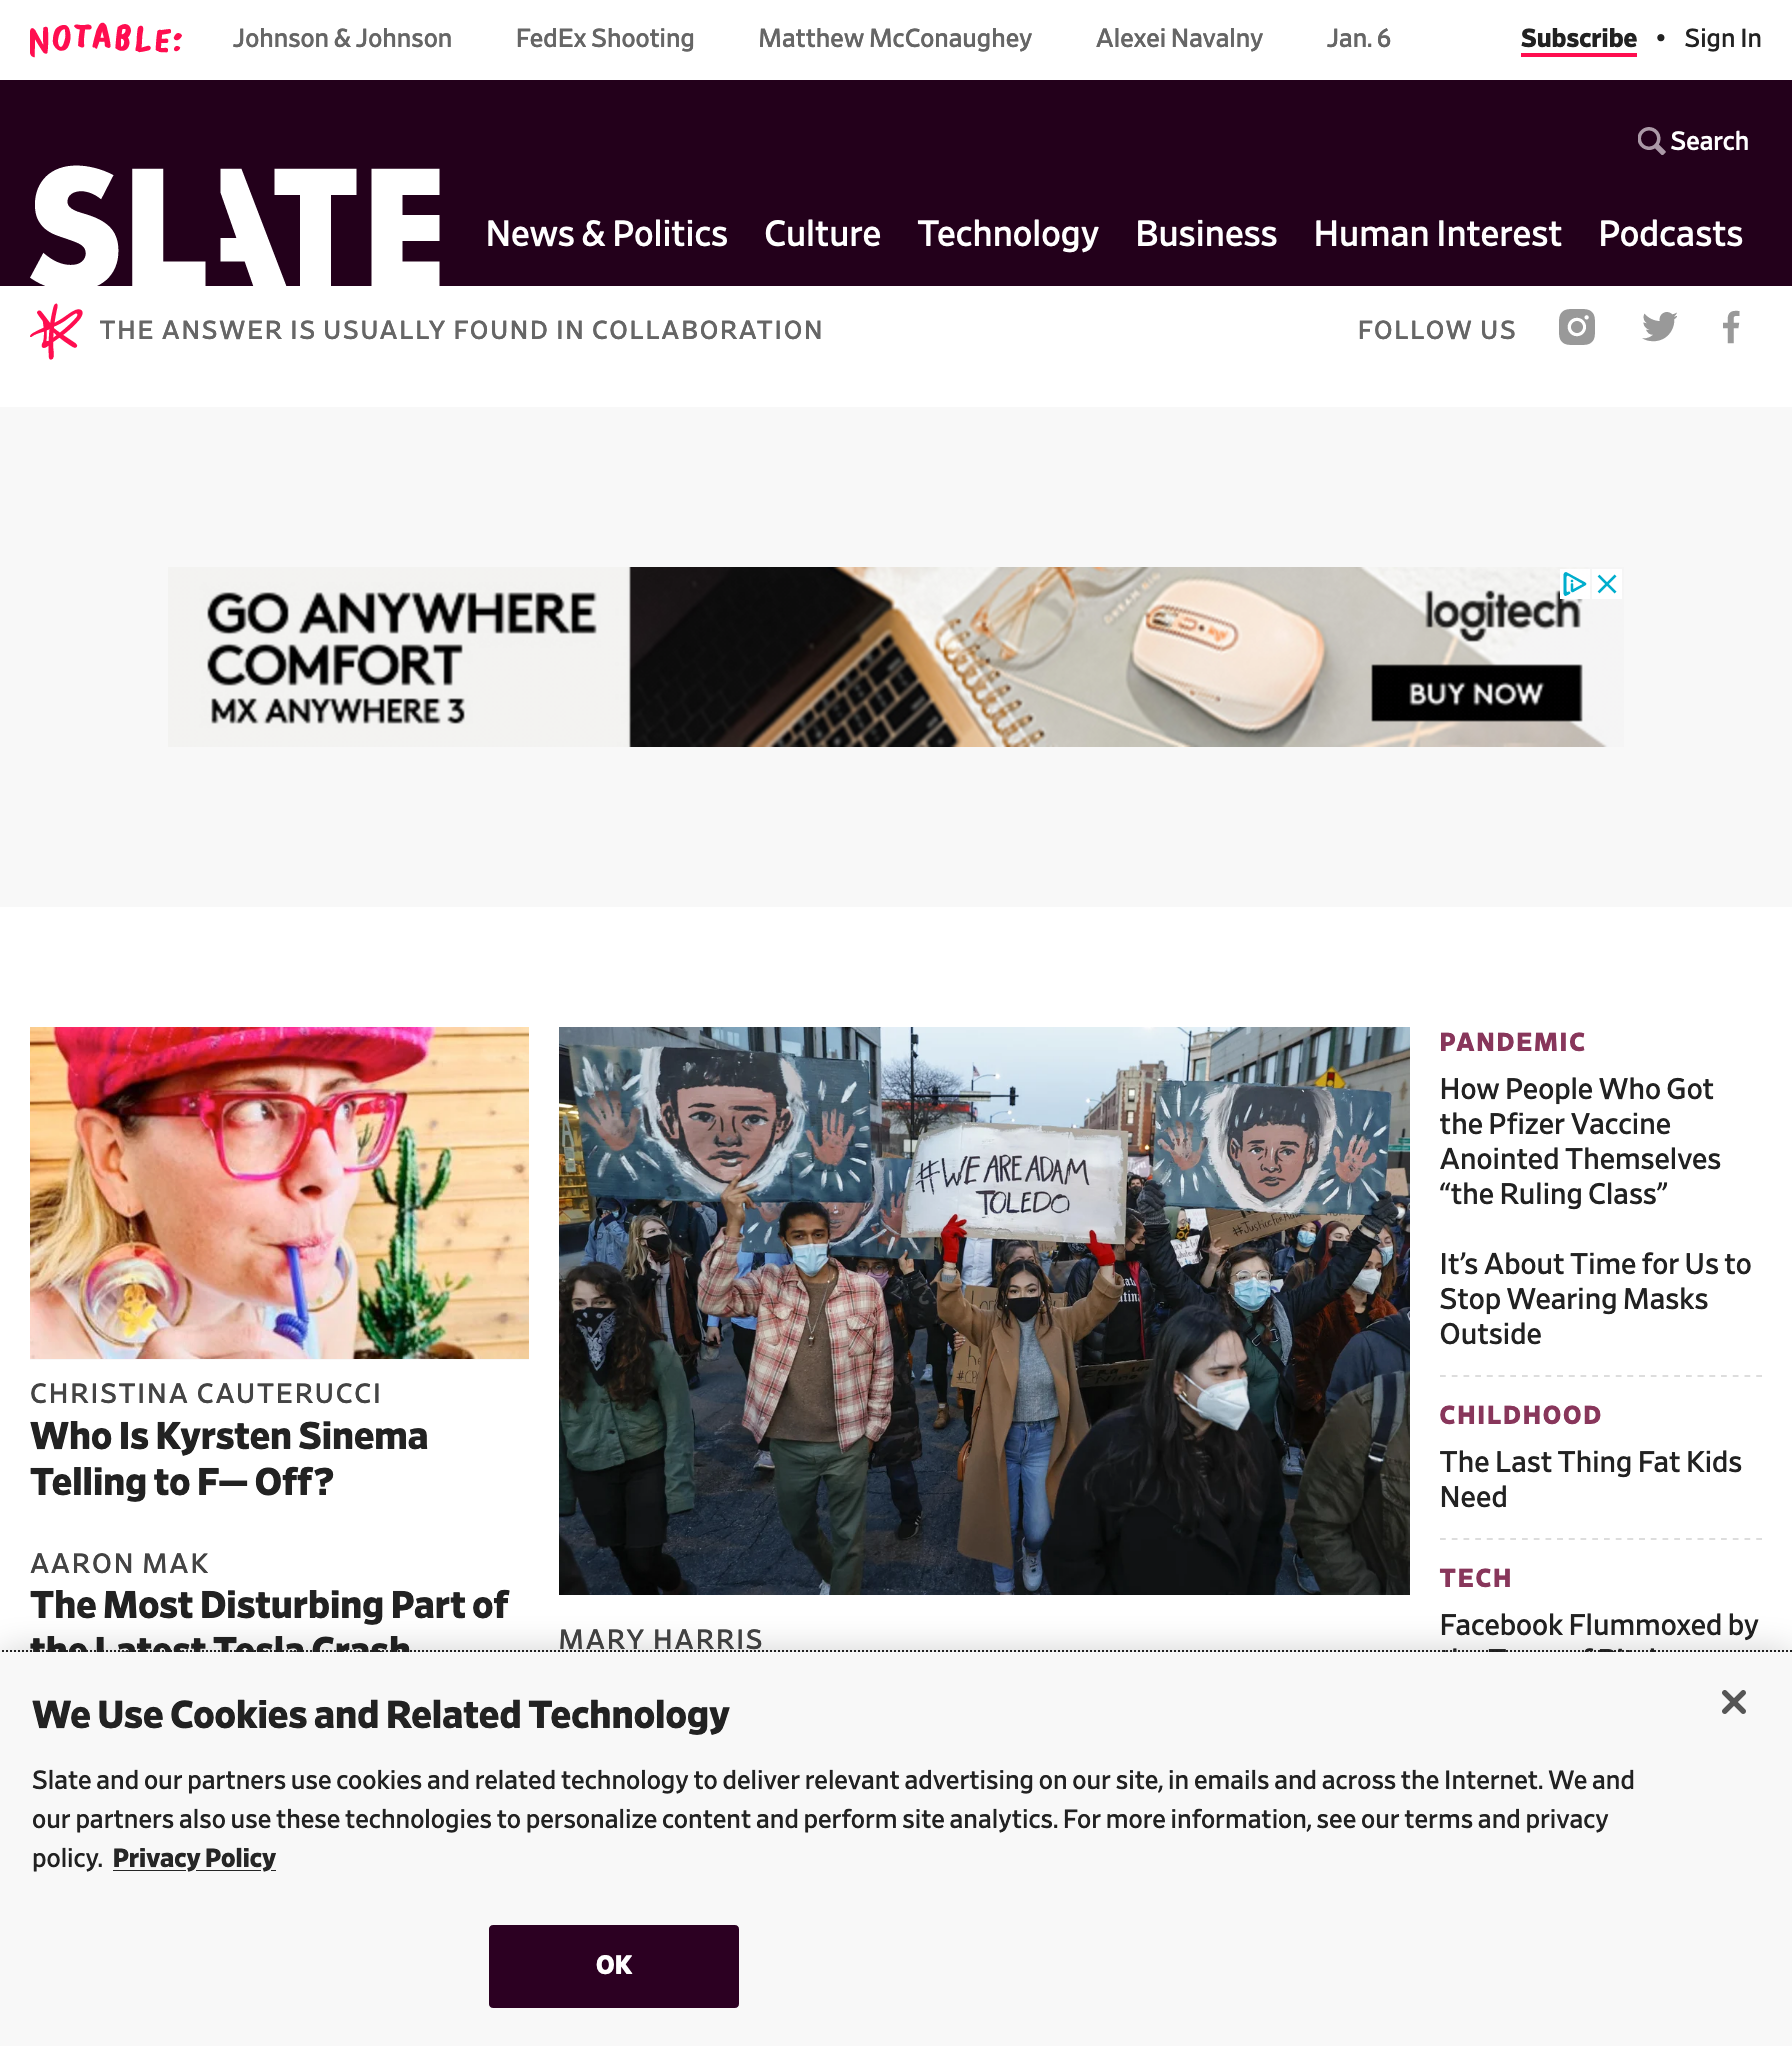 NOTABLE:
Johnson & Johnson
FedEx Shooting
Matthew McConaughey
Alexei Navalny
Jan. 6
Subscribe • Sign In
Search
SLATE
News & Politics
Culture
Technology
Business
Human Interest
Podcasts
THE ANSWER IS USUALLY FOUND IN COLLABORATION
FOLLOW US
GO ANYWHERE
COMFORT
MX ANYWHERE 3
logitech
BUY NOW
#WE ARE ADAM
TOLEDO
CHRISTINA CAUTERUCCI
Who Is Kyrsten Sinema
Telling to F— Off?
AARON MAK
The Most Disturbing Part of
the Latest Tesla Crash
MARY HARRIS
PANDEMIC
How People Who Got
the Pfizer Vaccine
Anointed Themselves
“the Ruling Class”
It’s About Time for Us to
Stop Wearing Masks
Outside
CHILDHOOD
The Last Thing Fat Kids
Need
TECH
Facebook Flummoxed by
We Use Cookies and Related Technology
Slate and our partners use cookies and related technology to deliver relevant advertising on our site, in emails and across the Internet. We and
our partners also use these technologies to personalize content and perform site analytics. For more information, see our terms and privacy
policy. Privacy Policy
OK